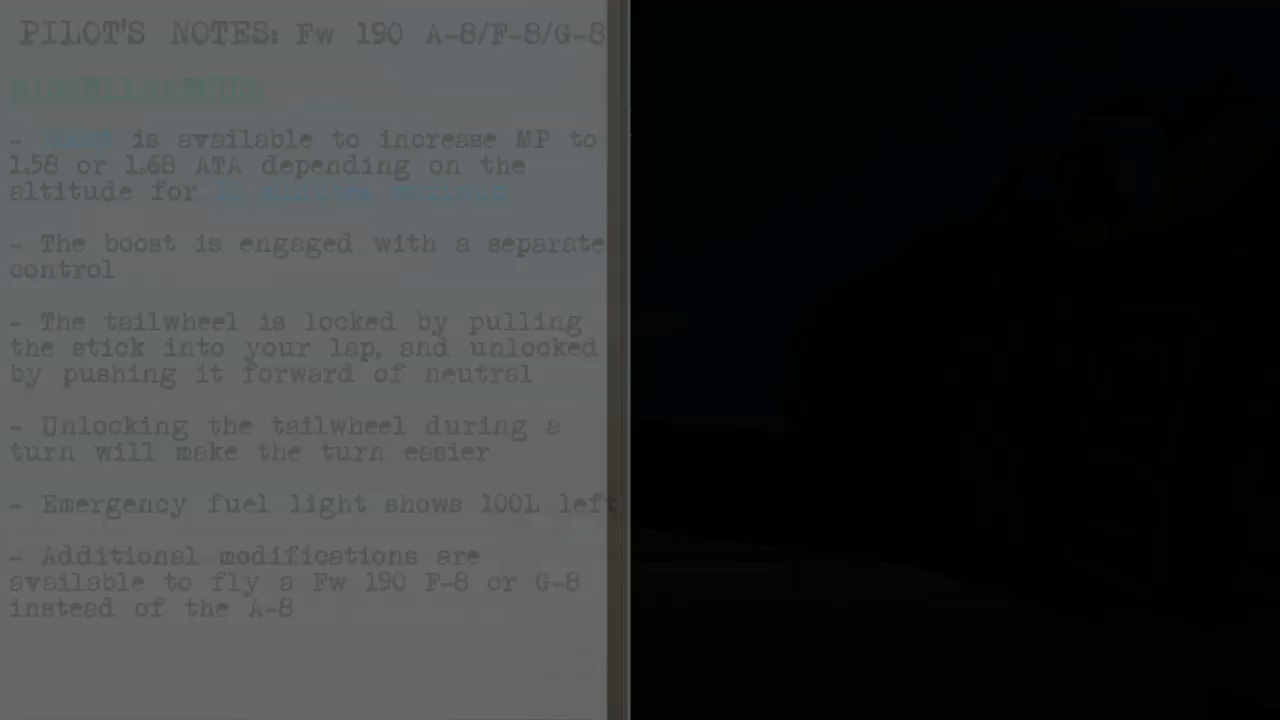 PILOT'S NOTES: Fw 190 A-8/F-8/G-8
- is available to increase MP to
1.58 or 1.68 ATA depending on the
altitude for
- The boost is engaged with a separate
control
- The tailwheel is locked by pulling
the stick into your lap, and unlocked
by pushing it forward of neutral
- Unlocking the tailwheel during a
turn will make the turn easier
- Emergency fuel light shows 100L left
- Additional modifications are
available to fly a Fw 190 F-8 or G-8
instead of the A-8